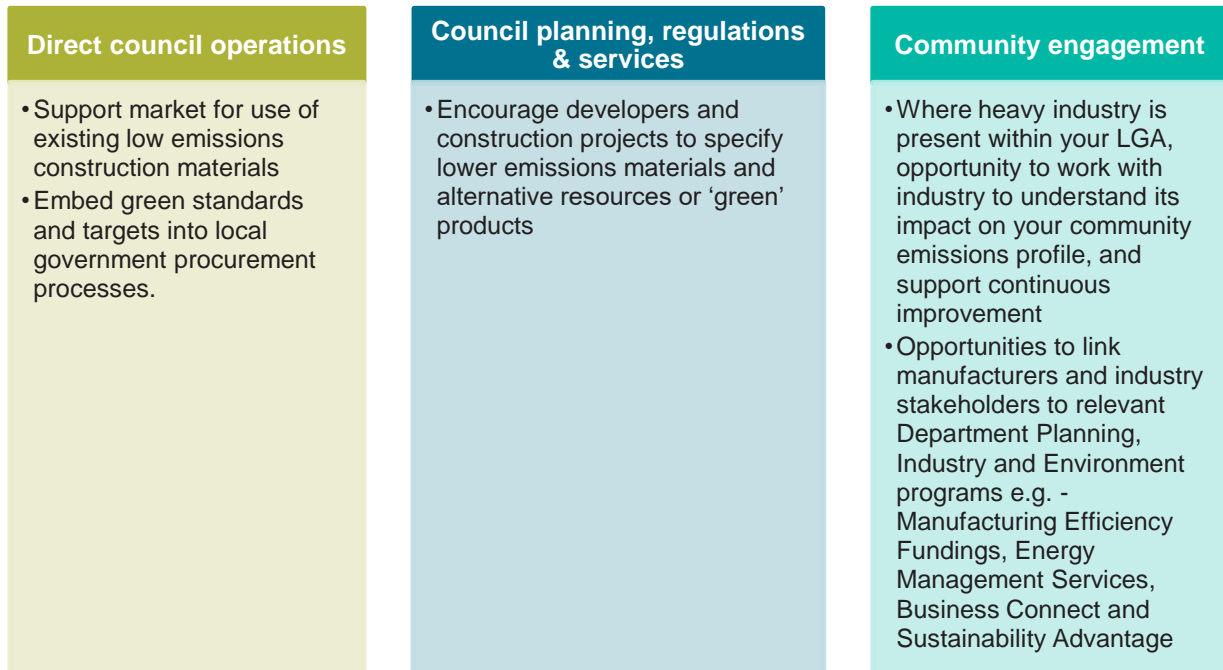 Direct council operations
• Support market for use of
existing low emissions
construction materials
• Embed green standards
and targets into local
government procurement
processes.
Council planning, regulations
& services
• Encourage developers and
construction projects to specify
lower emissions materials and
alternative resources or ‘green’
products
Community engagement
• Where heavy industry is
present within your LGA,
opportunity to work with
industry to understand its
impact on your community
emissions profile, and
support continuous
improvement
• Opportunities to link
manufacturers and industry
stakeholders to relevant
Department Planning,
Industry and Environment
programs e.g. -
Manufacturing Efficiency
Fundings, Energy
Management Services,
Business Connect and
Sustainability Advantage